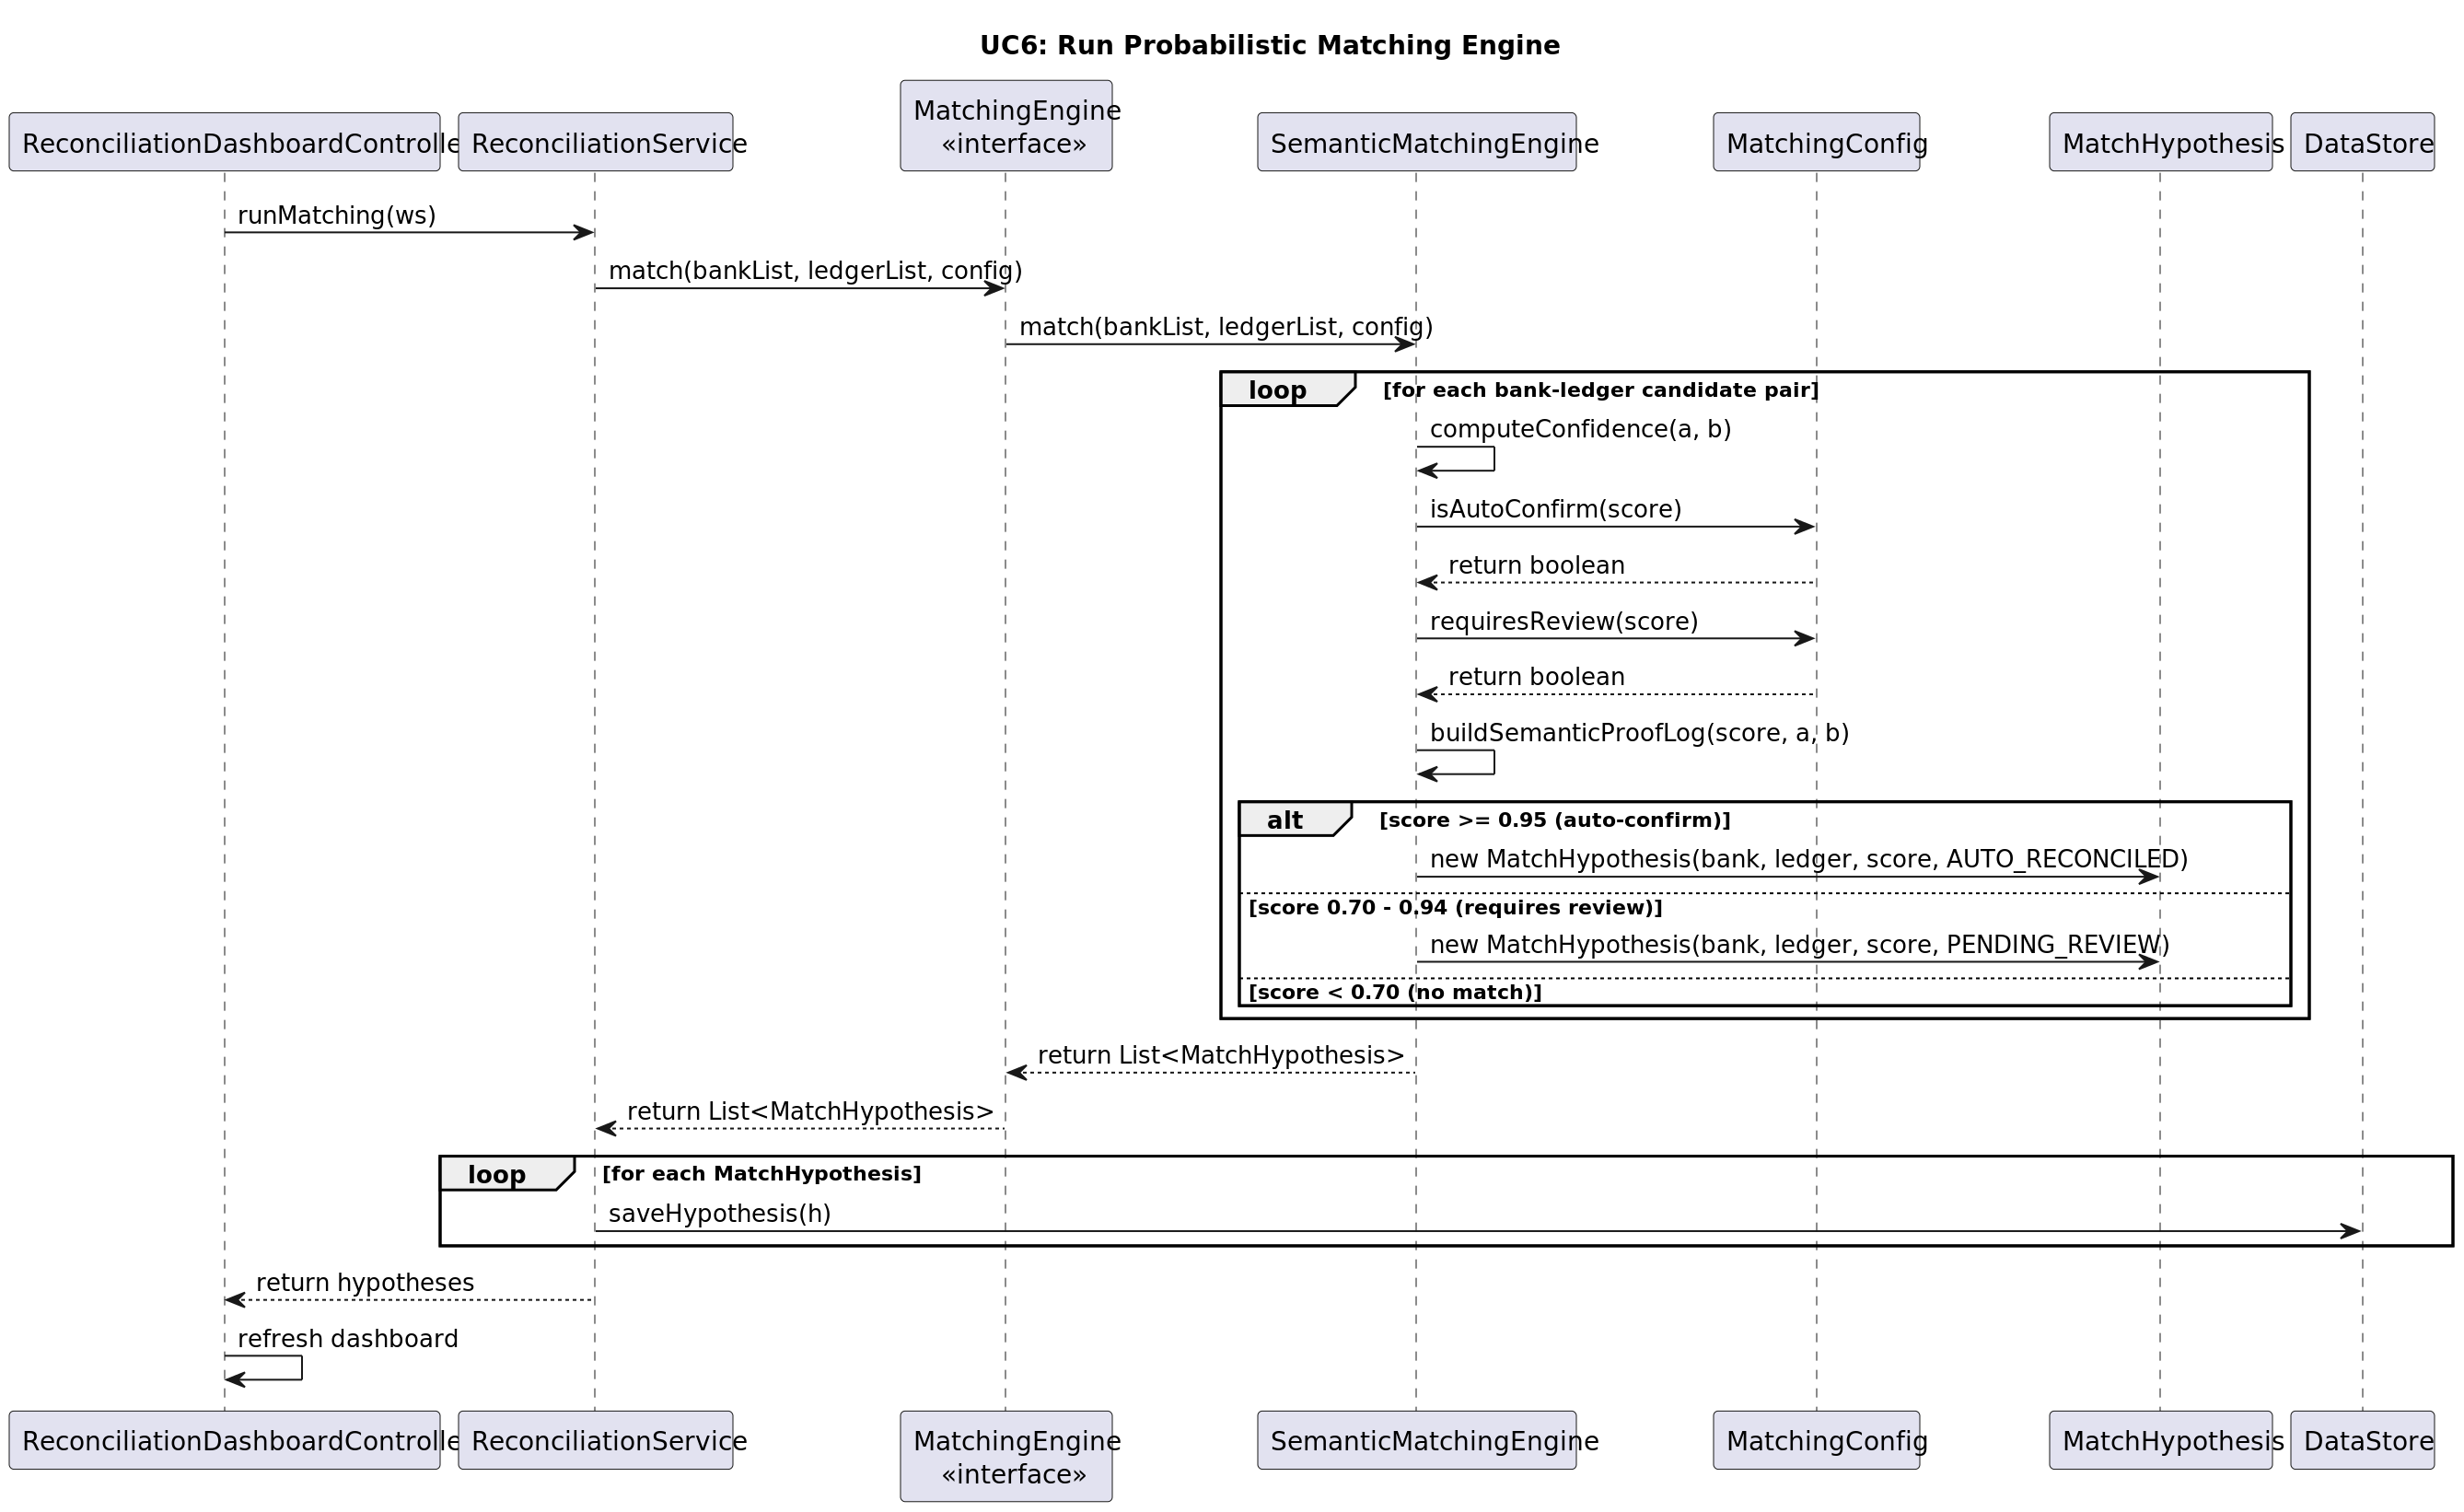 UC6: Run Probabilistic Matching Engine
ReconciliationDashboardControlle
ReconciliationService
MatchingEngine
«interface»
SemanticMatchingEngine
MatchingConfig
MatchHypothesis
DataStore
runMatching(ws)
match(bankList, ledgerList, config)
match(bankList, ledgerList, config)
loop [for each bank-ledger candidate pair]
computeConfidence(a, b)
isAutoConfirm(score)
return boolean
requiresReview(score)
return boolean
buildSemanticProofLog(score, a, b)
alt [score >= 0.95 (auto-confirm)]
new MatchHypothesis(bank, ledger, score, AUTO_RECONCILED)
[score 0.70 - 0.94 (requires review)]
new MatchHypothesis(bank, ledger, score, PENDING_REVIEW)
[score < 0.70 (no match)]
return List<MatchHypothesis>
return List<MatchHypothesis>
loop [for each MatchHypothesis]
saveHypothesis(h)
return hypotheses
refresh dashboard
ReconciliationDashboardControlle
ReconciliationService
MatchingEngine
«interface»
SemanticMatchingEngine
MatchingConfig
MatchHypothesis
DataStore